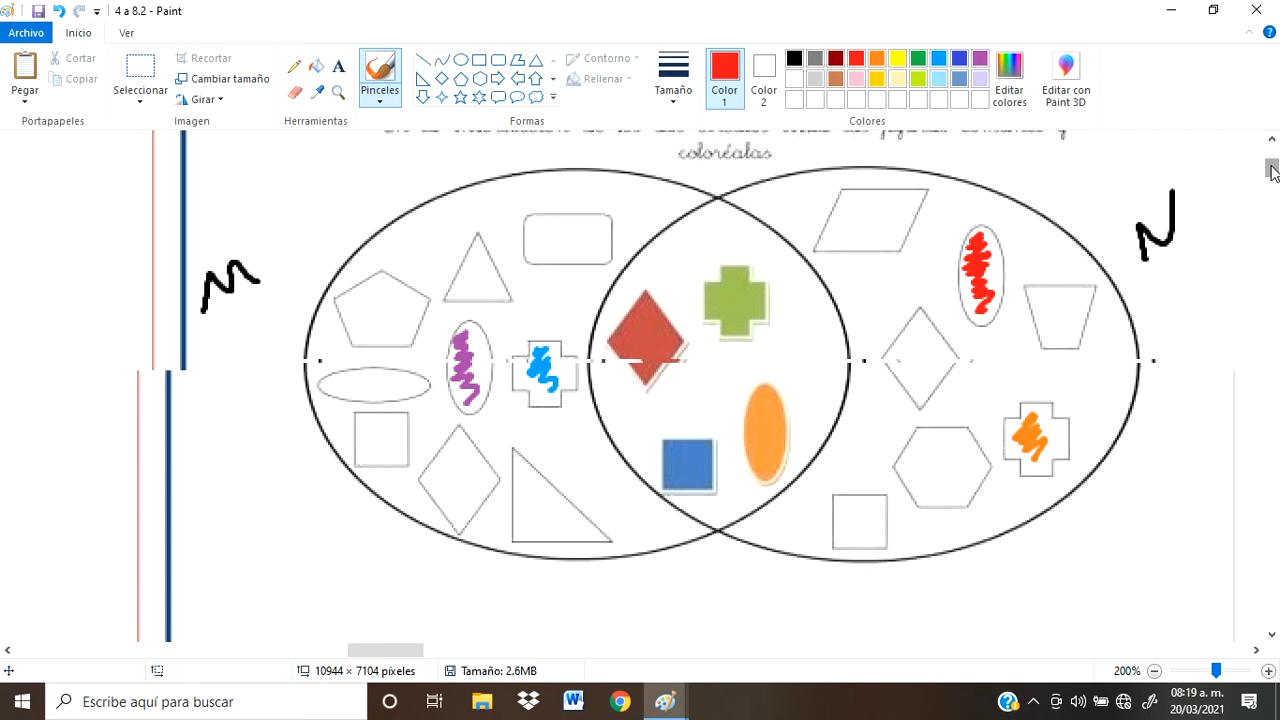 4 a 8.2 - Paint
Archivo Inicio Ver
Pegar
Cortar
Copiar
Seleccionar
Recortar
Cambiar tamaño
Girar
Pinceles
Contorno
Rellenar
Tamaño
Color 1
Color 2
Editar colores
Editar con Paint 3D
Portapapeles Imagen Herramientas Formas Colores
coloréalas
M
N
10944 × 7104 píxeles Tamaño: 2.6MB 200%
Escribe aquí para buscar
08:19 a. m.
20/03/2021